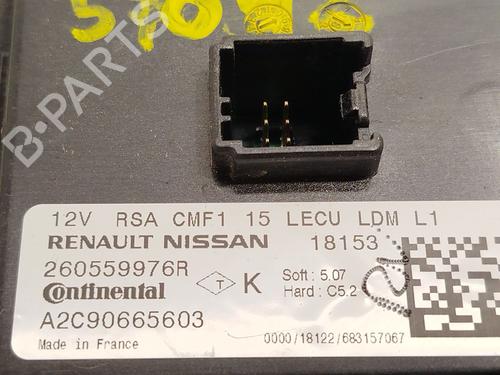 B-PARTS
12V RSA CMF1 15 LECU LDM L1
RENAULT NISSAN 18153
260559976R
T K Soft : 5.07
Continental Hard : C5.2
A2C90665603
Made in France 0000/18122/683157067